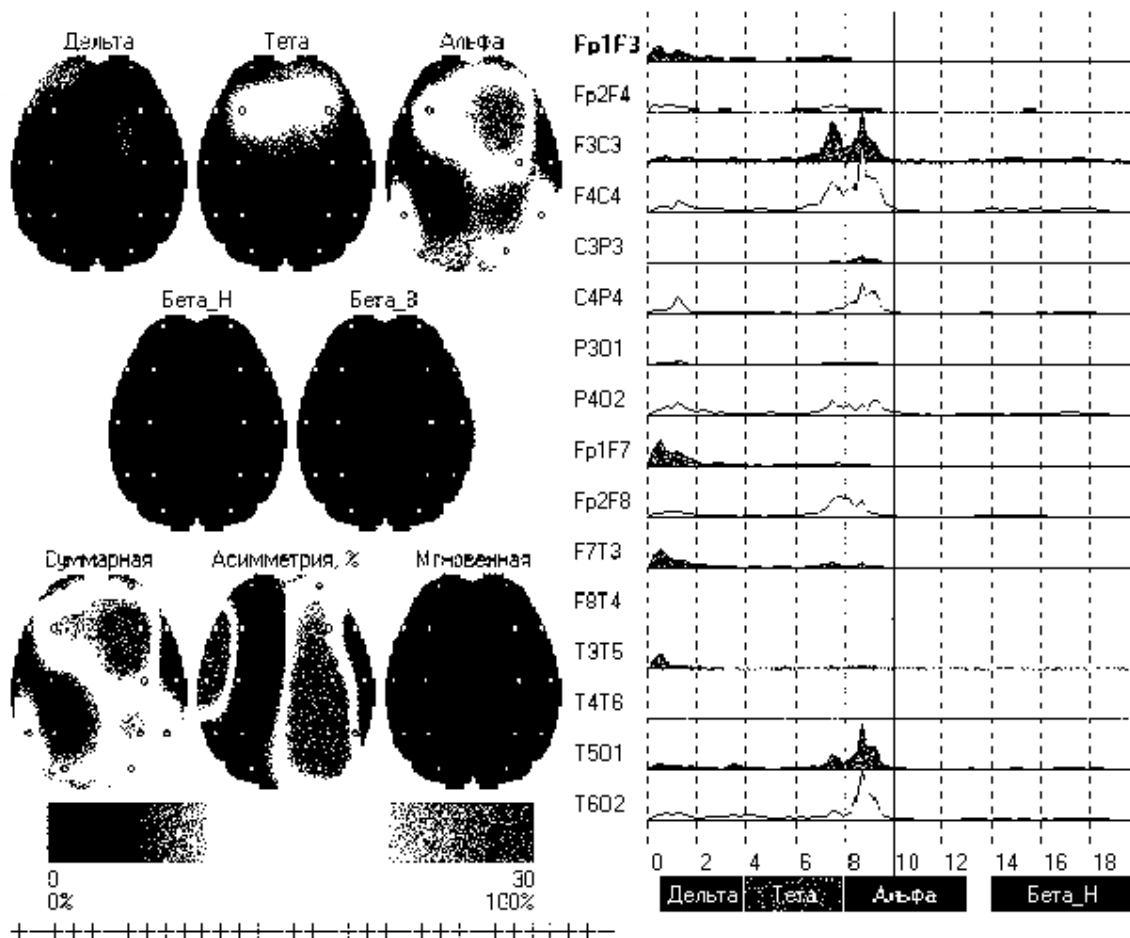 Дельта Тета Альфа
Бета_Н Бета_В
Суммарная Асимметрия, % Мгновенная
0 30
0% 100%
Fp1F3
Fp2F4
F3C3
F4C4
C3P3
C4P4
P3O1
P4O2
Fp1F7
Fp2F8
F7T3
F8T4
T3T5
T4T6
T5O1
T6O2
0 2 4 6 8 10 12 14 16 18
Дельта Тета Альфа Бета_Н